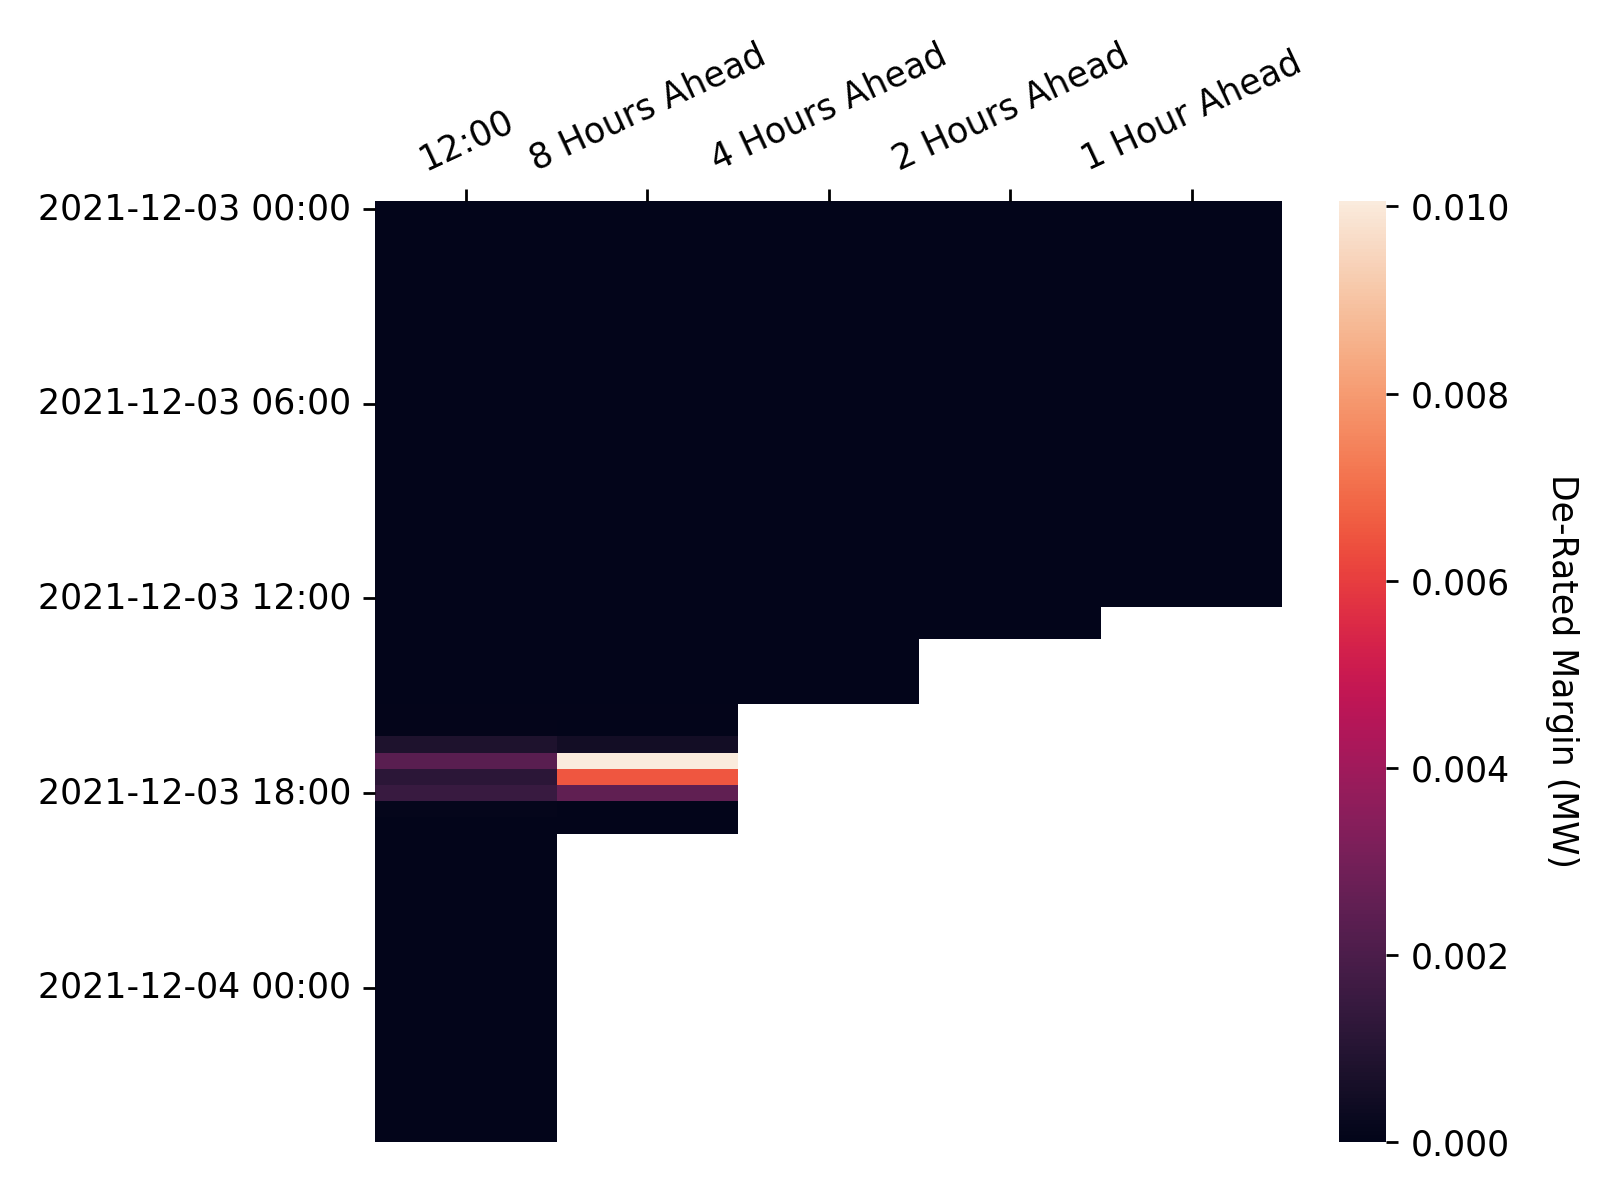 12:00
8 Hours Ahead
4 Hours Ahead
2 Hours Ahead
1 Hour Ahead
2021-12-03 00:00
2021-12-03 06:00
2021-12-03 12:00
2021-12-03 18:00
2021-12-04 00:00
0.010
0.008
0.006
0.004
0.002
0.000
De-Rated Margin (MW)